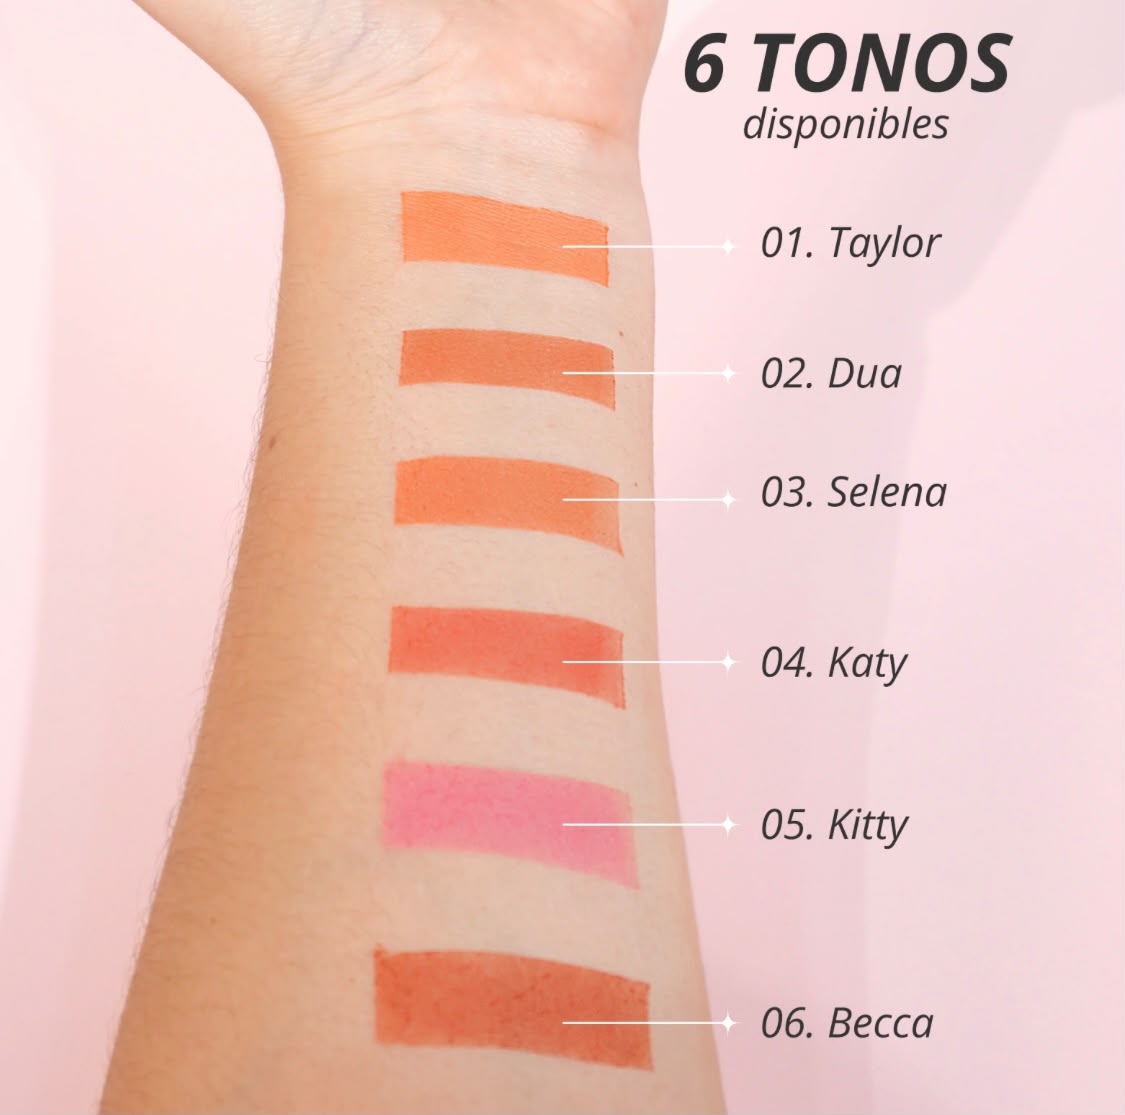 6 TONOS
disponibles
01. Taylor
02. Dua
03. Selena
04. Katy
05. Kitty
06. Becca